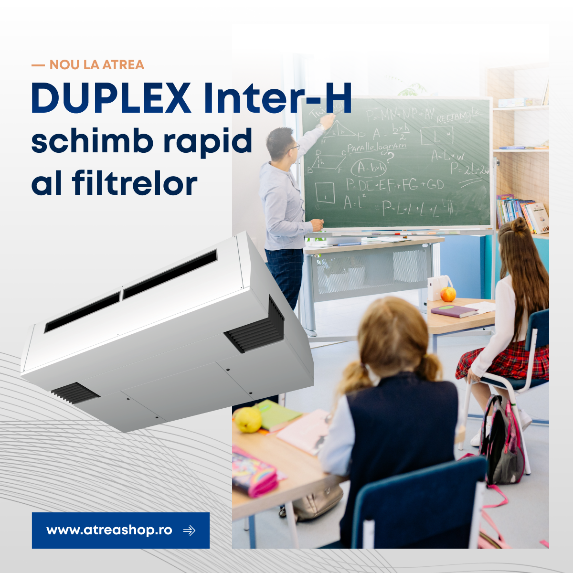 — NOU LA ATREA
DUPLEX Inter-H
schimb rapid
al filtrelor
www.atreashop.ro →